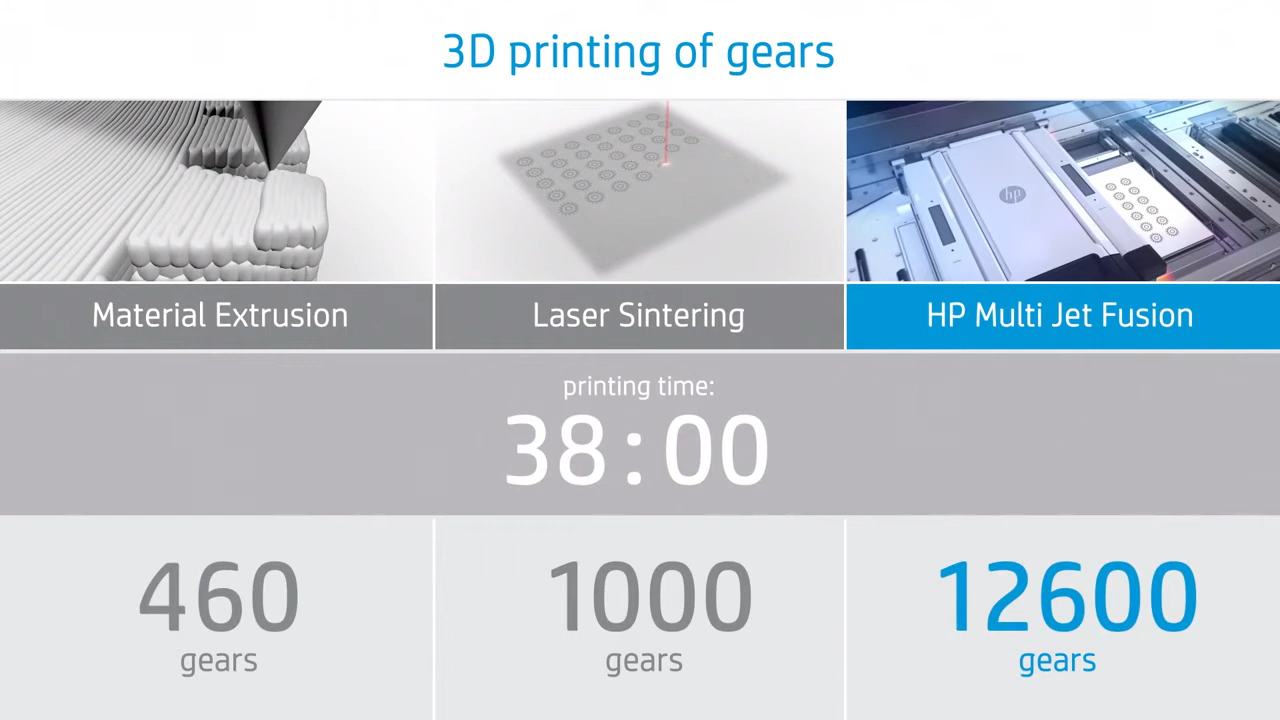 3D printing of gears
hp
Material Extrusion
Laser Sintering
HP Multi Jet Fusion
printing time:
38:00
460
gears
1000
gears
12600
gears